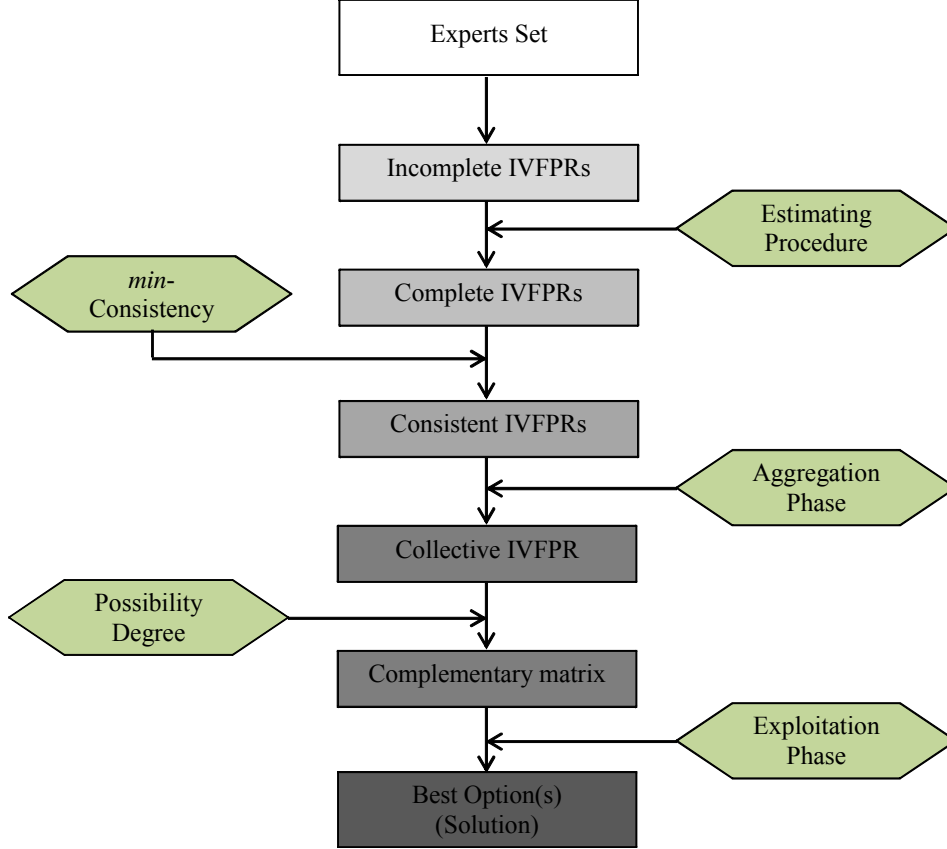 Experts Set
Incomplete IVFPRs
Estimating
Procedure
min-
Consistency
Complete IVFPRs
Consistent IVFPRs
Aggregation
Phase
Collective IVFPR
Possibility
Degree
Complementary matrix
Exploitation
Phase
Best Option(s)
(Solution)